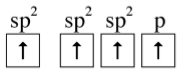 sp² sp² sp² p
↑ ↑ ↑ ↑